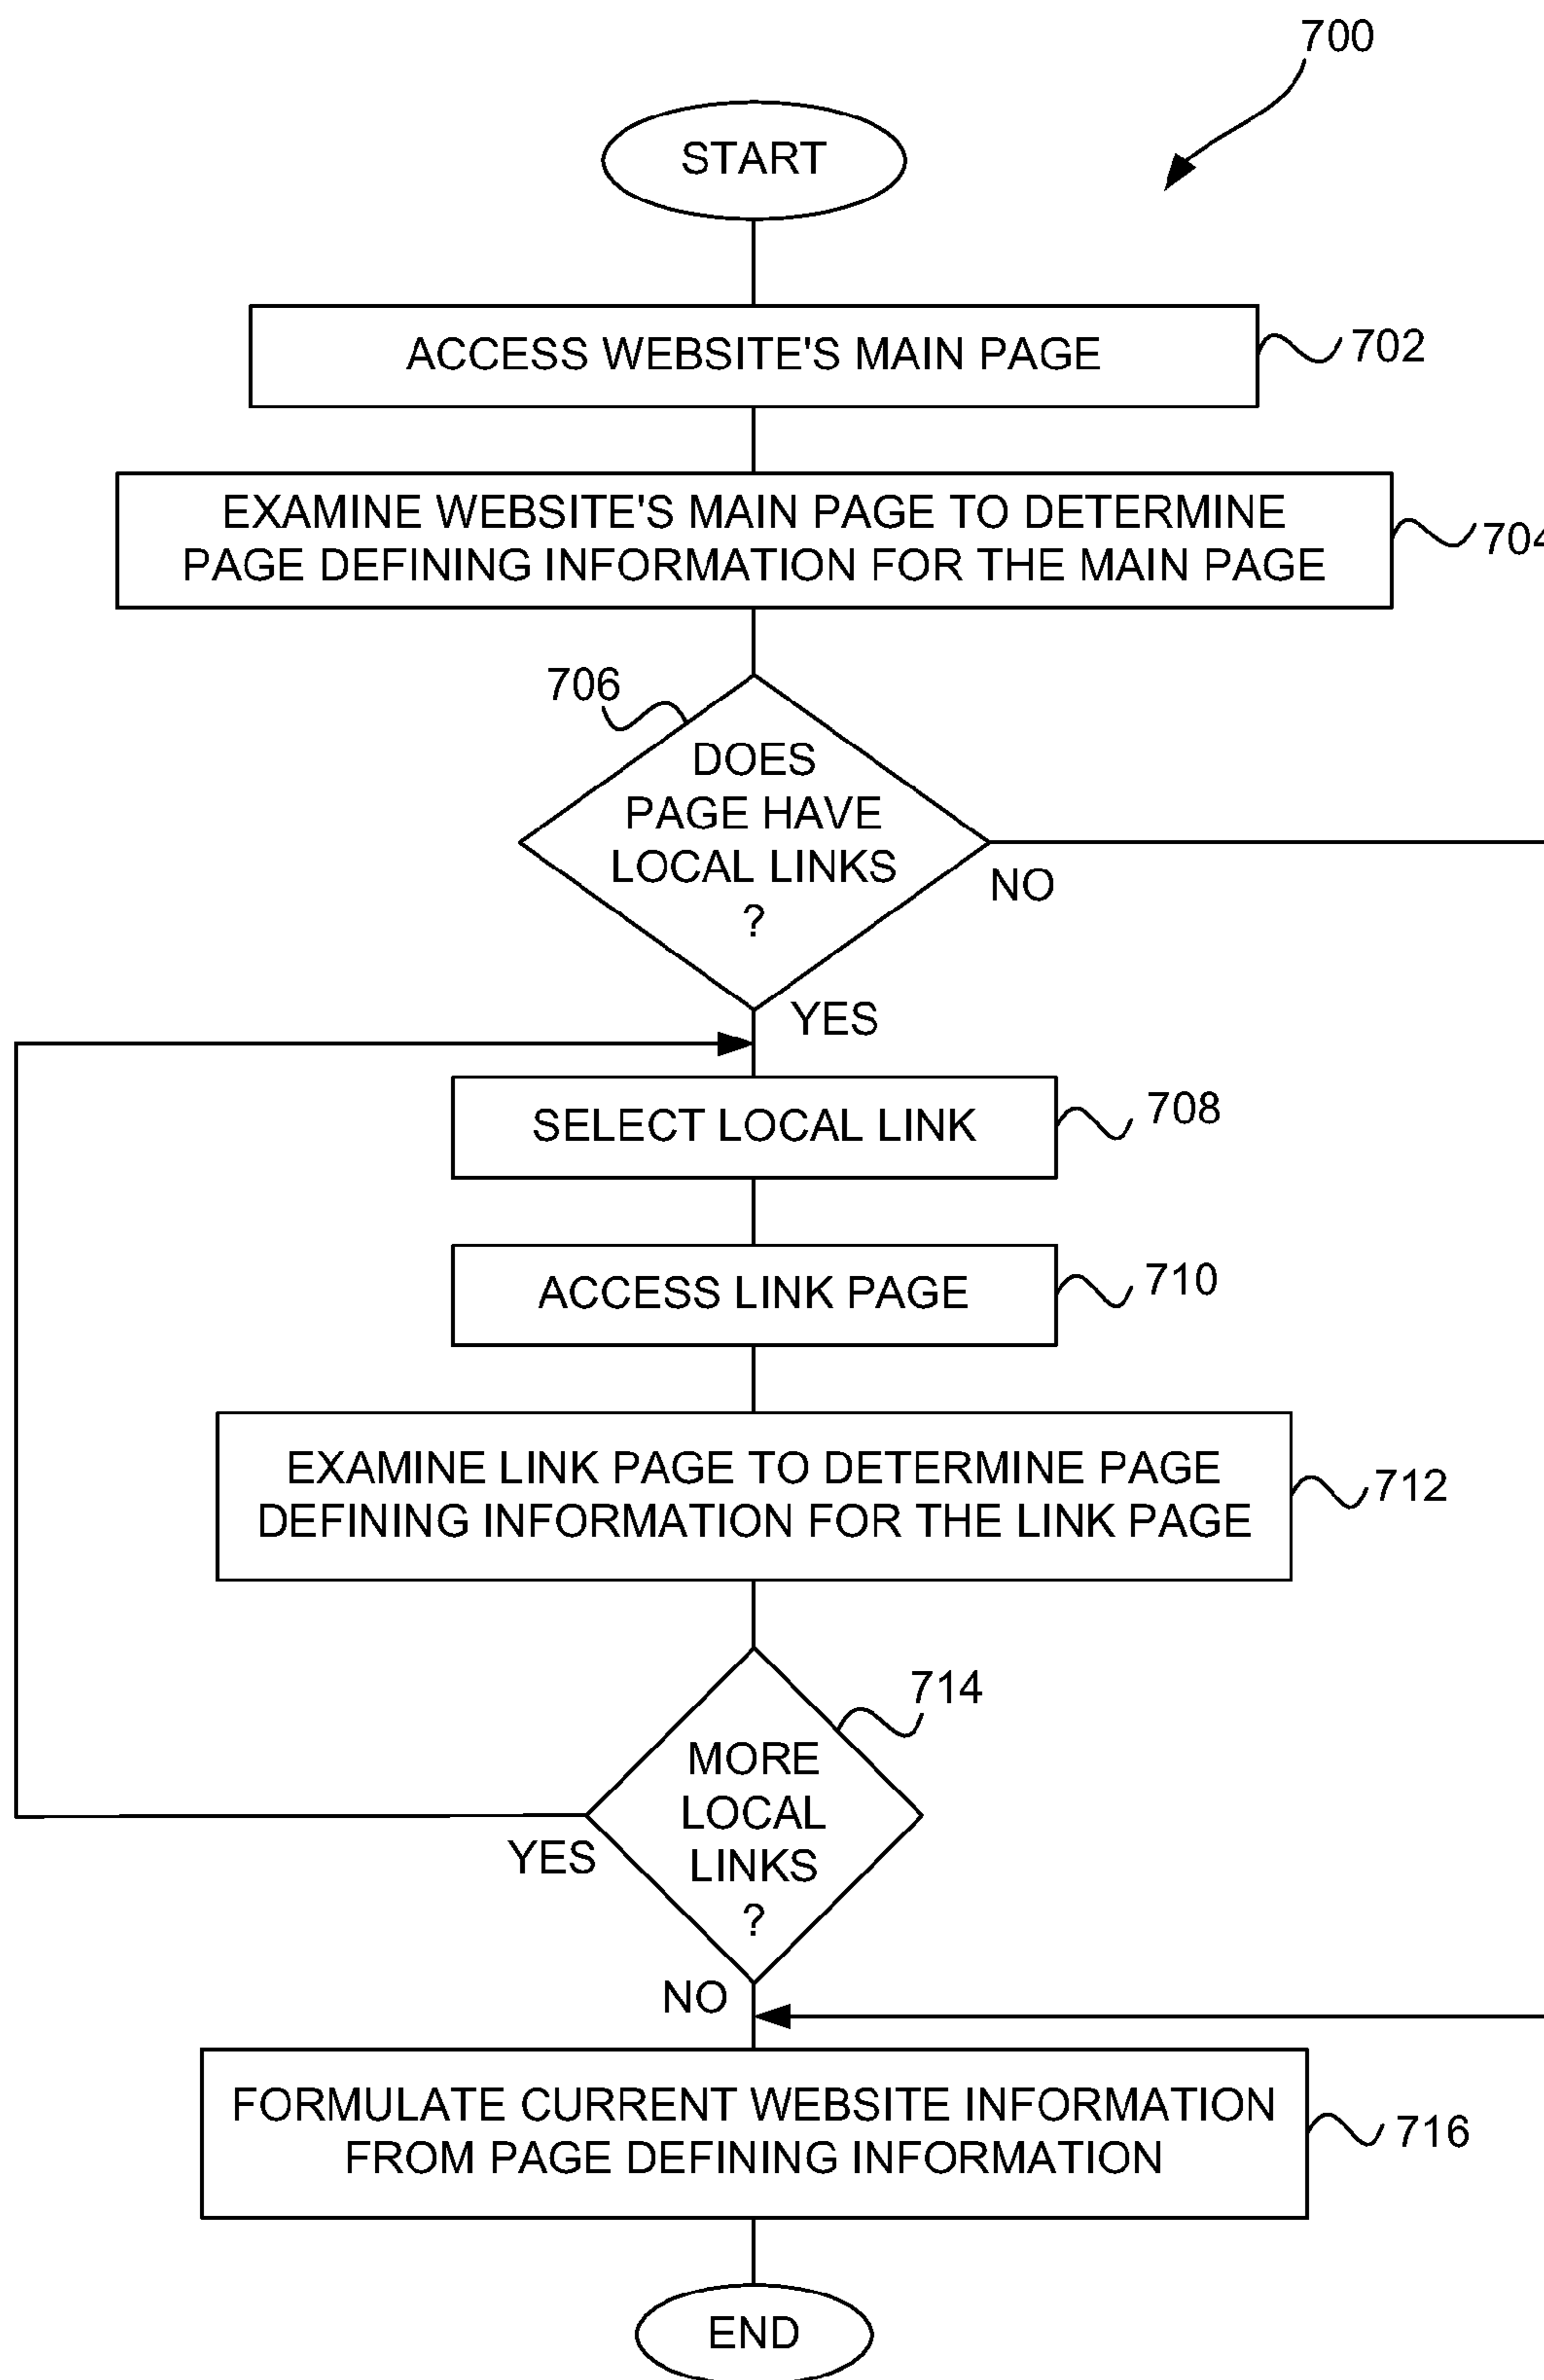 700
START
ACCESS WEBSITE'S MAIN PAGE
702
EXAMINE WEBSITE'S MAIN PAGE TO DETERMINE
PAGE DEFINING INFORMATION FOR THE MAIN PAGE
704
706
DOES
PAGE HAVE
LOCAL LINKS
?
NO
YES
SELECT LOCAL LINK
708
ACCESS LINK PAGE
710
EXAMINE LINK PAGE TO DETERMINE PAGE
DEFINING INFORMATION FOR THE LINK PAGE
712
714
MORE
LOCAL
LINKS
?
YES
NO
FORMULATE CURRENT WEBSITE INFORMATION
FROM PAGE DEFINING INFORMATION
716
END